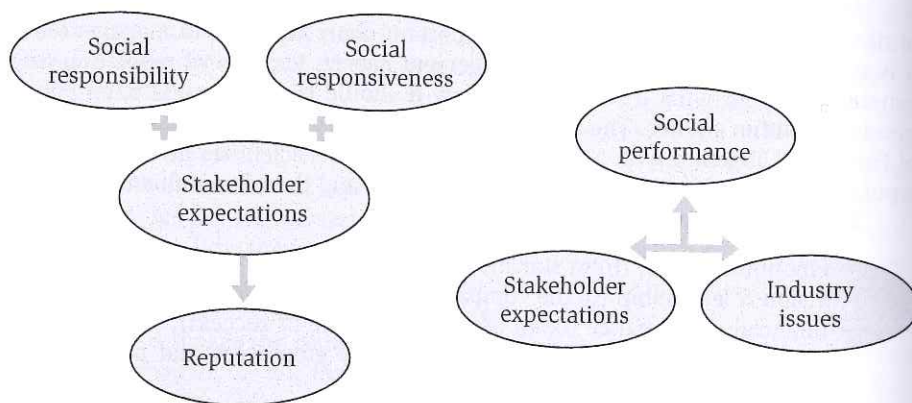 Social
responsibility
Social
responsiveness
Stakeholder
expectations
Reputation
Social
performance
Stakeholder
expectations
Industry
issues